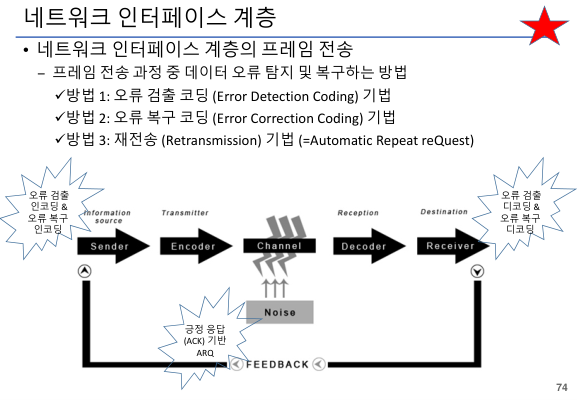 네트워크 인터페이스 계층
• 네트워크 인터페이스 계층의 프레임 전송
– 프레임 전송 과정 중 데이터 오류 탐지 및 복구하는 방법
✓방법 1: 오류 검출 코딩 (Error Detection Coding) 기법
✓방법 2: 오류 복구 코딩 (Error Correction Coding) 기법
✓방법 3: 재전송 (Retransmission) 기법 (=Automatic Repeat reQuest)
오류 검출
인코딩 &
오류 복구
인코딩
Information
source
Transmitter
Reception
Destination
오류 검출
디코딩 &
오류 복구
디코딩
Sender
Encoder
Channel
Decoder
Receiver
Noise
긍정 응답
(ACK) 기반
ARQ
FEEDBACK
74